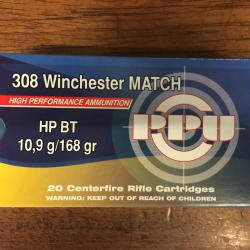 308 Winchester MATCH
HIGH PERFORMANCE AMMUNITION
HP BT
10,9 g/168 gr
PPU
20 Centerfire Rifle Cartridges
WARNING: KEEP OUT OF REACH OF CHILDREN